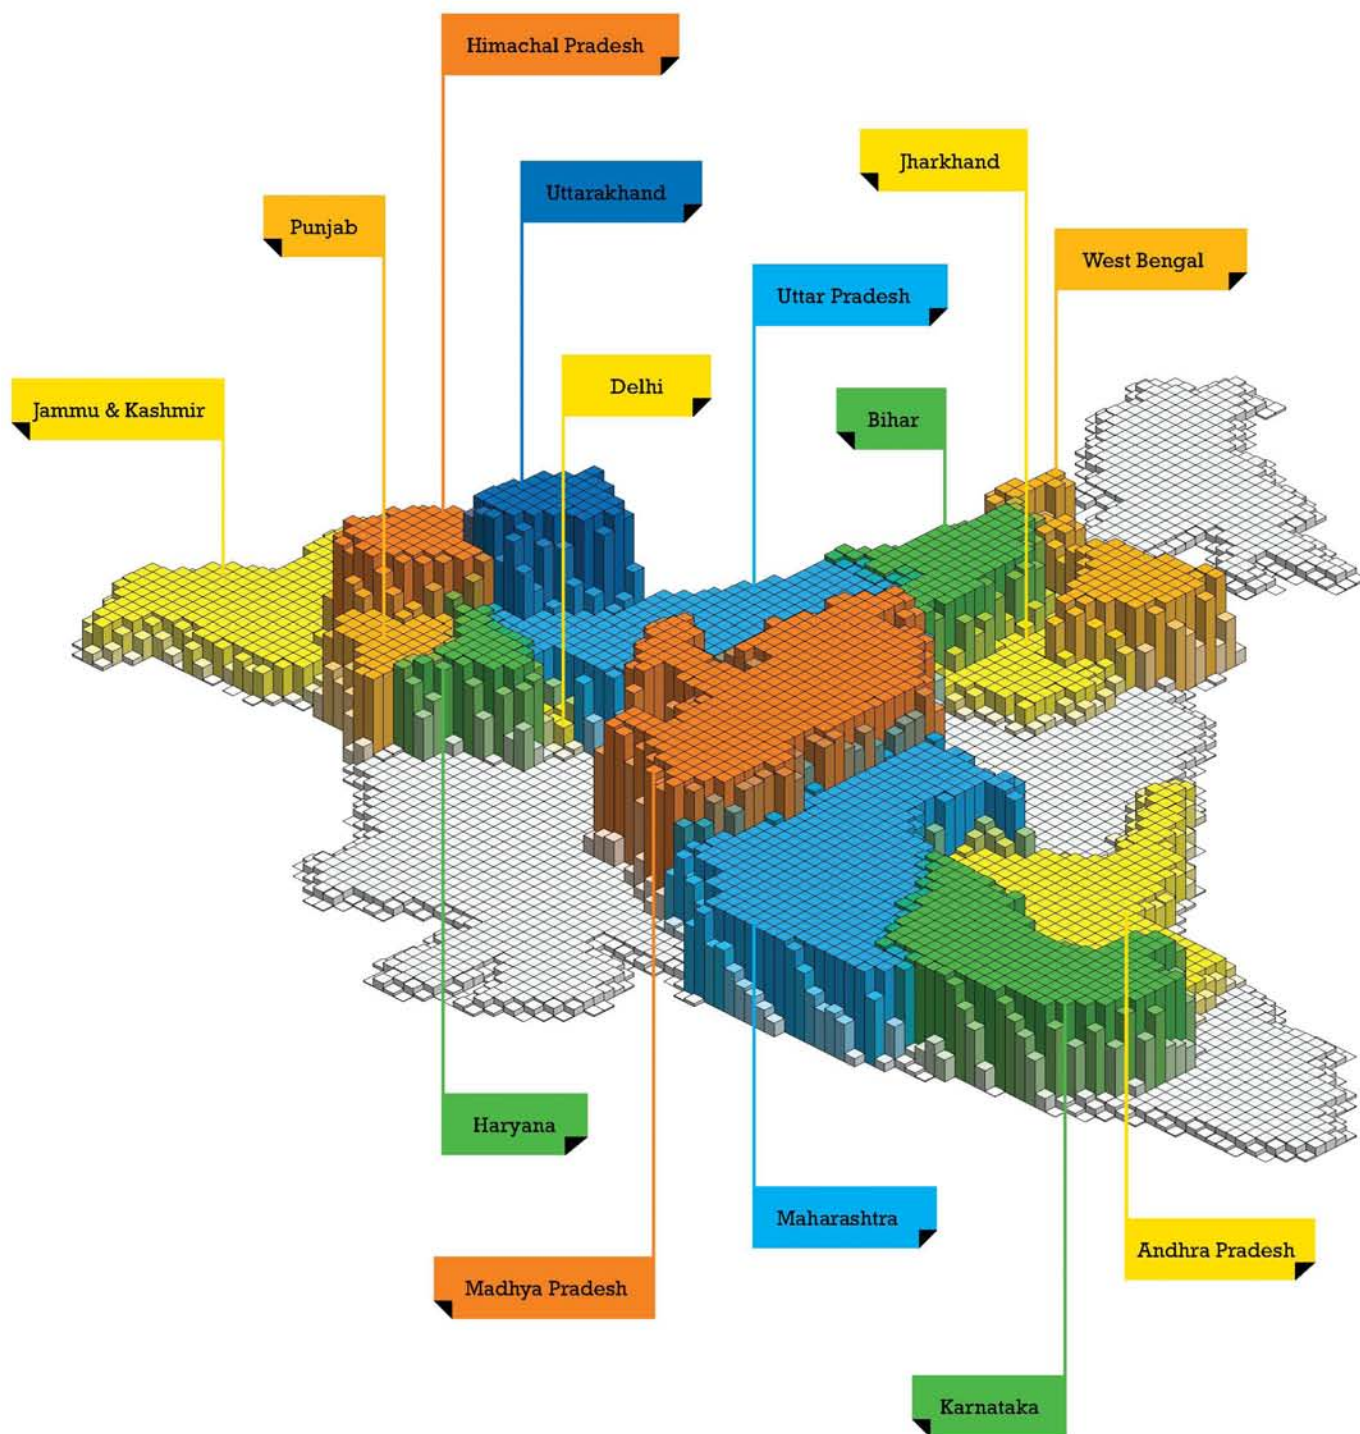 Himachal Pradesh
Jharkhand
Uttarakhand
Punjab
West Bengal
Uttar Pradesh
Delhi
Jammu & Kashmir
Bihar
Haryana
Maharashtra
Andhra Pradesh
Madhya Pradesh
Karnataka